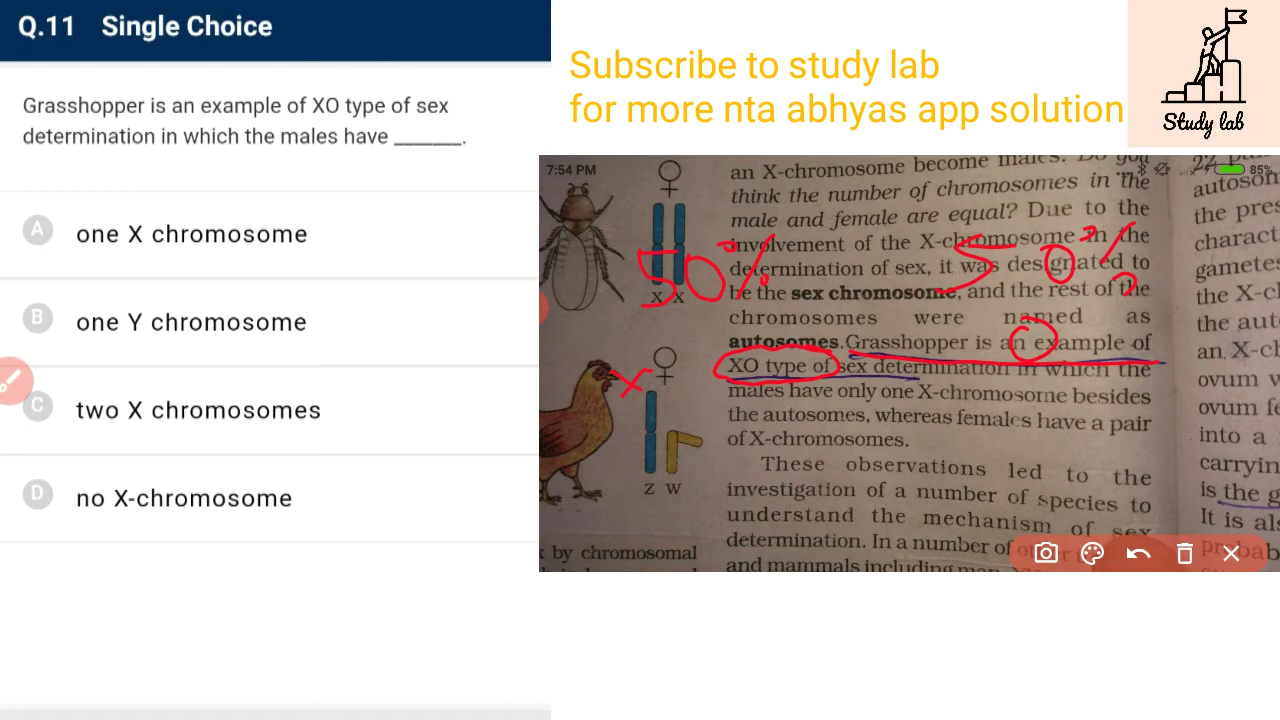 Q.11 Single Choice
Grasshopper is an example of XO type of sex
determination in which the males have _______.
A one X chromosome
B one Y chromosome
C two X chromosomes
D no X-chromosome
Subscribe to study lab
for more nta abhyas app solution
Study lab
7:54 PM
85%
X X
50%
Z W
by chromosomal
an X-chromosome become males. Do you
think the number of chromosomes in the
male and female are equal? Due to the
involvement of the X-chromosome in the
determination of sex, it was designated to
be the sex chromosome, and the rest of the
chromosomes were named as
autosomes.Grasshopper is an example of
XO type of sex determination in which the
males have only one X-chromosome besides
the autosomes, whereas females have a pair
of X-chromosomes.
These observations led to the
investigation of a number of species to
understand the mechanism of sex
determination. In a number of
and mammals including man,
50%
X
22
autosom
the pres
charact
gametes
the X-c
the aut
an X-ch
ovum w
ovum fe
into a
carryin
is the g
It is als
probab